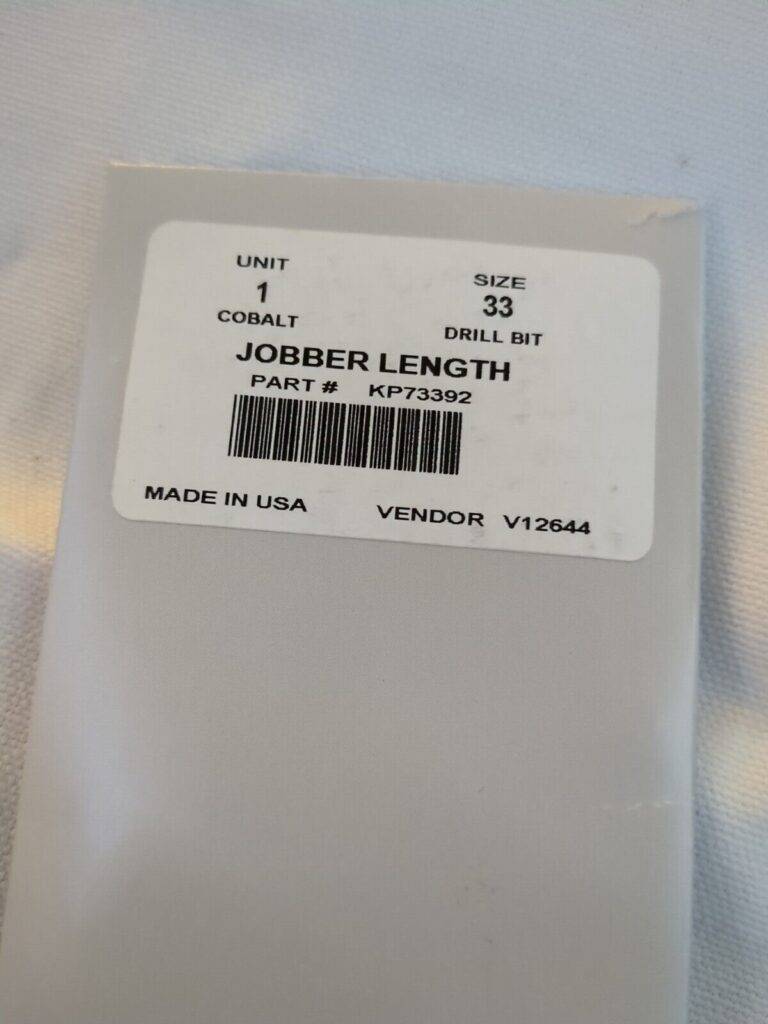 UNIT SIZE
1 33
COBALT DRILL BIT
JOBBER LENGTH
PART # KP73392
MADE IN USA VENDOR V12644